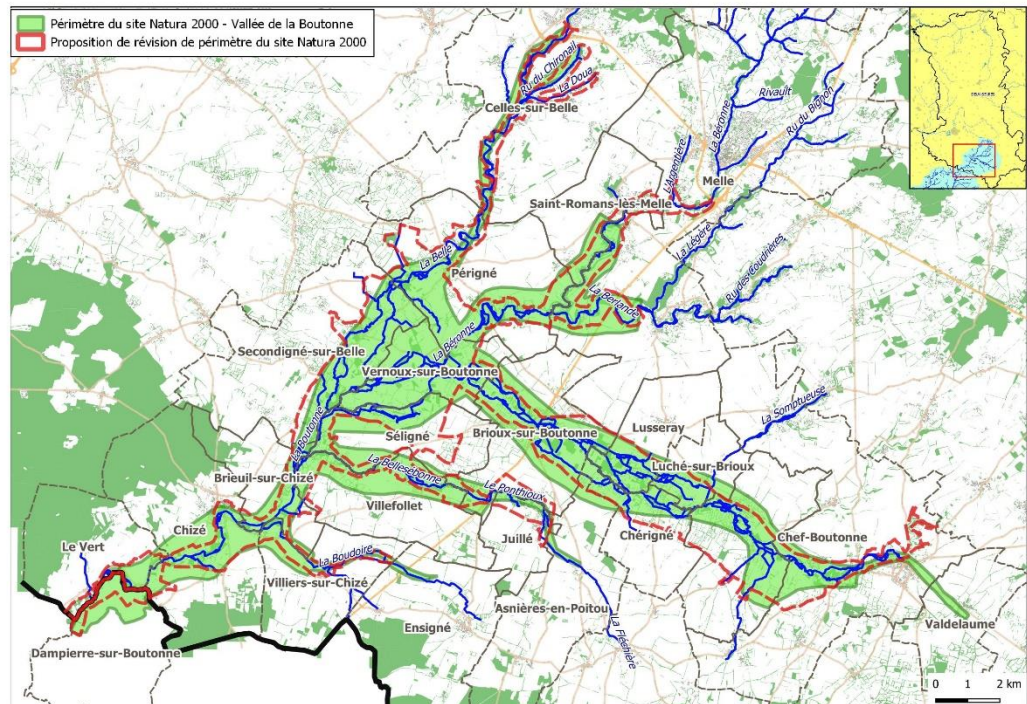 Périmètre du site Natura 2000 - Vallée de la Boutonne
Proposition de révision de périmètre du site Natura 2000
Ru du Chironail
La Doua
Celles-sur-Belle
Rivault
La Béronne
Ru du Bignon
L'Argentière
Melle
Saint-Romans-lès-Melle
La Légère
Ru des Coudrières
La Belle
Périgné
La Berlande
La Béronne
Secondigné-sur-Belle
Vernoux-sur-Boutonne
La Somptueuse
La Boutonne
Séligné
Brioux-sur-Boutonne
Lusseray
Luché-sur-Brioux
La Bellesébonne
Brieuil-sur-Chizé
Le Ponthioux
Villefollet
Chizé
Juillé
Chérigné
Chef-Boutonne
Le Vert
La Boudoire
Villiers-sur-Chizé
Asnières-en-Poitou
Ensigné
La Fléchière
Valdelaume
Dampierre-sur-Boutonne
0 1 2 km